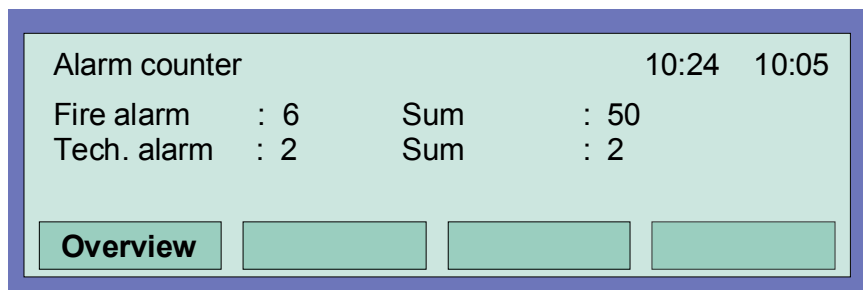 Alarm counter 10:24 10:05
Fire alarm : 6 Sum : 50
Tech. alarm : 2 Sum : 2
Overview